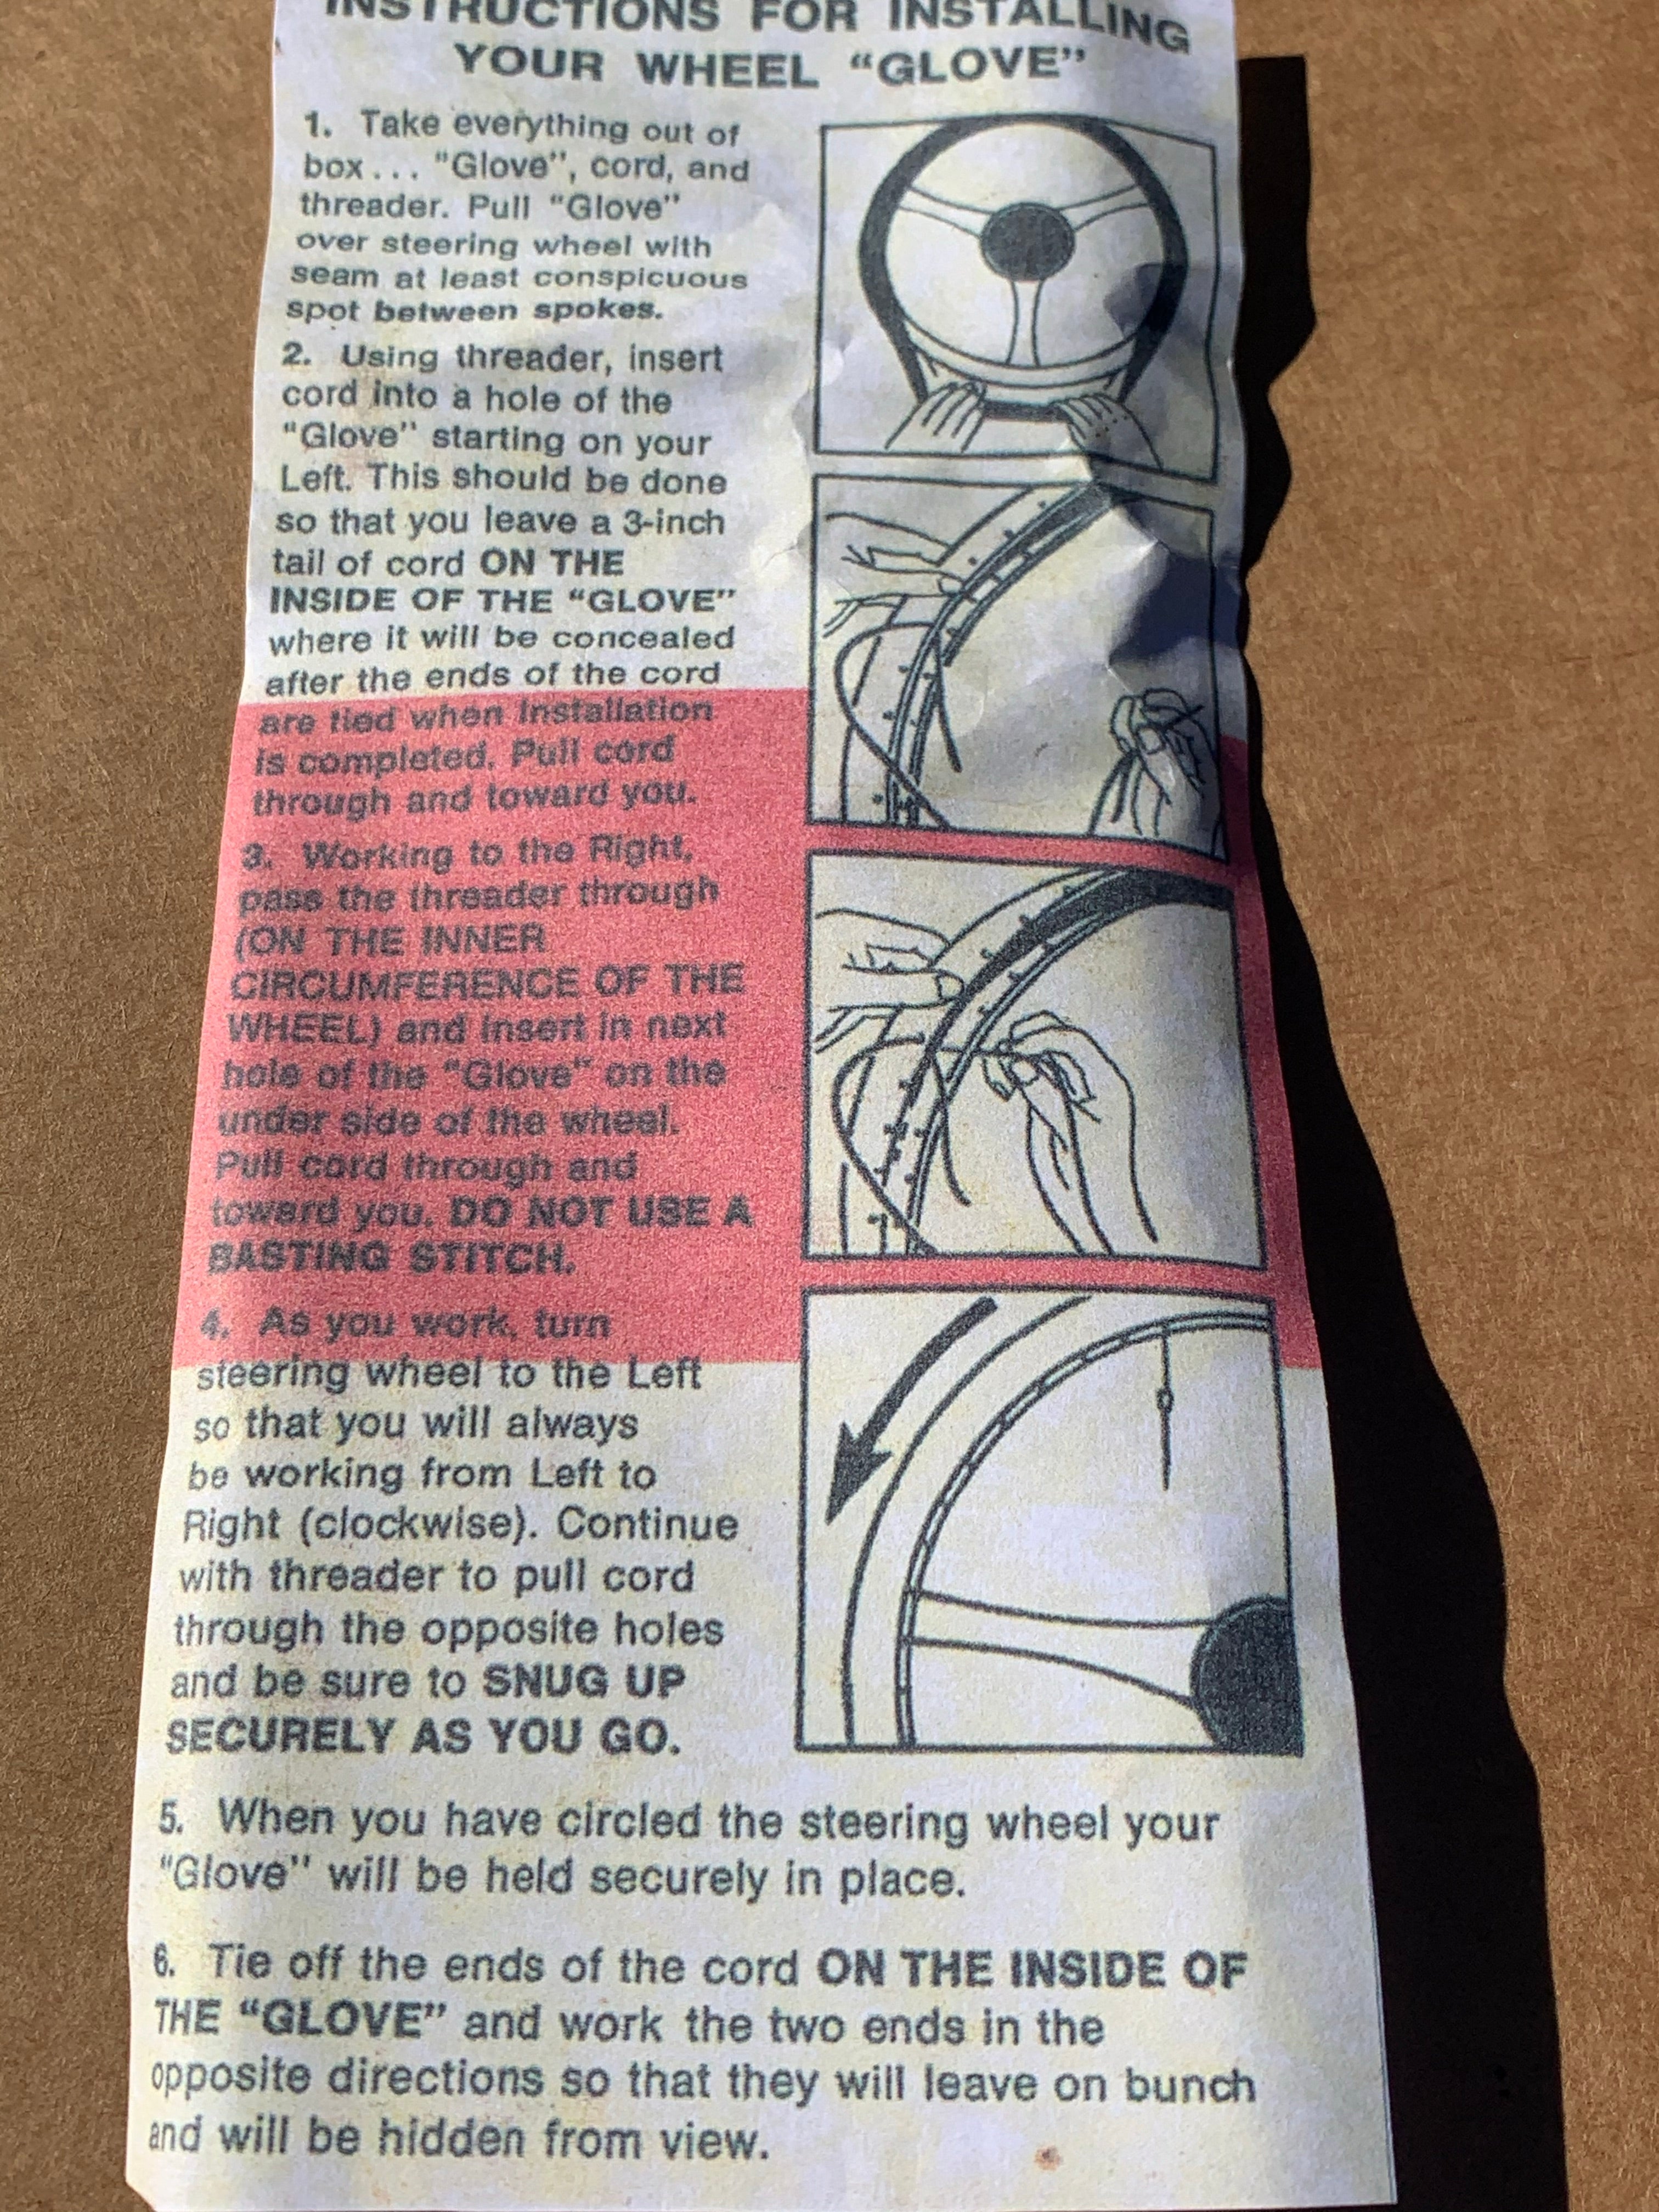 INSTRUCTIONS FOR INSTALLING
YOUR WHEEL “GLOVE”
1. Take everything out of
box... "Glove", cord, and
threader. Pull "Glove"
over steering wheel with
seam at least conspicuous
spot between spokes.
2. Using threader, insert
cord into a hole of the
"Glove" starting on your
Left. This should be done
so that you leave a 3-inch
tail of cord ON THE
INSIDE OF THE “GLOVE”
where it will be concealed
after the ends of the cord
are tied when installation
is completed. Pull cord
through and toward you.
3. Working to the Right,
pass the threader through
(ON THE INNER
CIRCUMFERENCE OF THE
WHEEL) and insert in next
hole of the "Glove" on the
under side of the wheel.
Pull cord through and
toward you. DO NOT USE A
BASTING STITCH.
4. As you work, turn
steering wheel to the Left
so that you will always
be working from Left to
Right (clockwise). Continue
with threader to pull cord
through the opposite holes
and be sure to SNUG UP
SECURELY AS YOU GO.
5. When you have circled the steering wheel your
"Glove" will be held securely in place.
6. Tie off the ends of the cord ON THE INSIDE OF
THE “GLOVE” and work the two ends in the
opposite directions so that they will leave on bunch
and will be hidden from view.